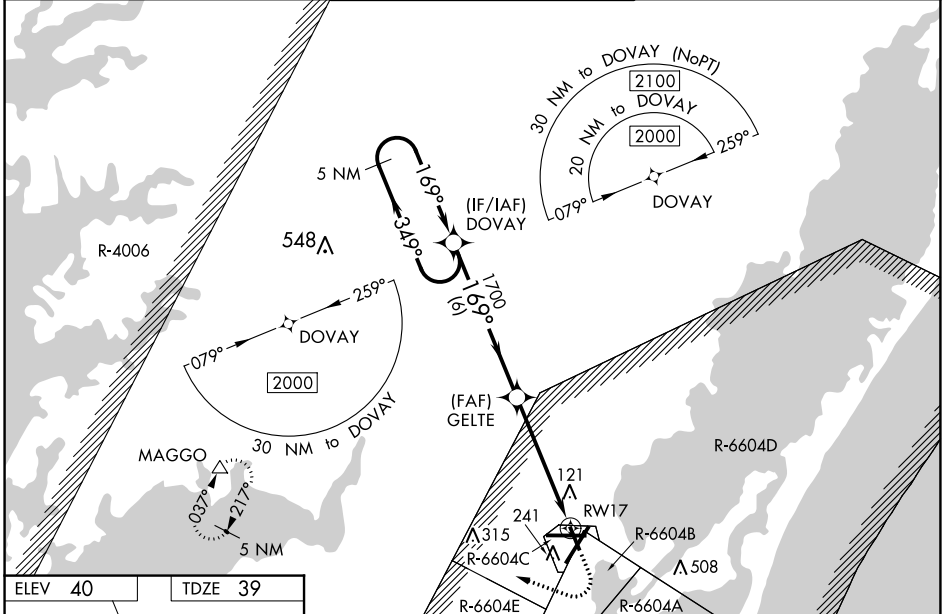 30 NM to DOVAY (NoPT)
2100
20 NM to DOVAY
2000
259°
079°
DOVAY
5 NM
169°
349°
(IF/IAF)
DOVAY
R-4006
548
1700
169°
(6)
259°
079°
DOVAY
2000
30 NM to DOVAY
(FAF)
GELTE
R-6604D
MAGGO
037°
217°
5 NM
121
RW17
241
315
R-6604C
R-6604B
508
R-6604E
R-6604A
ELEV 40
TDZE 39